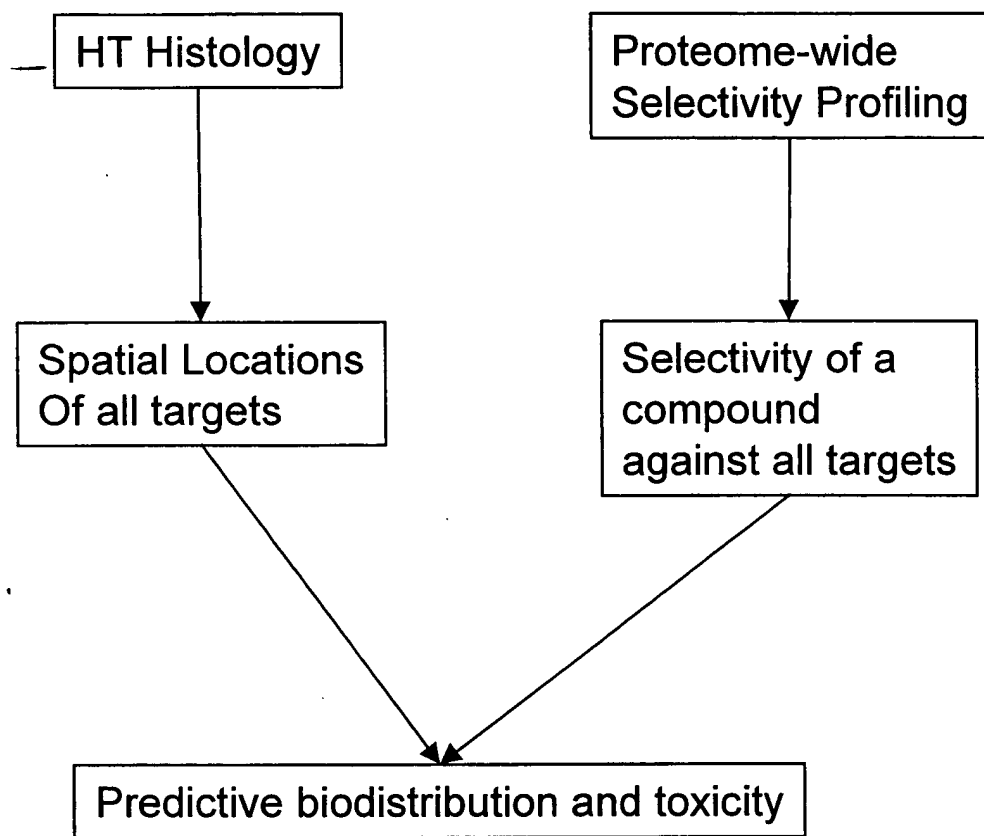 HT Histology
Proteome-wide
Selectivity Profiling
Spatial Locations
Of all targets
Selectivity of a
compound
against all targets
Predictive biodistribution and toxicity